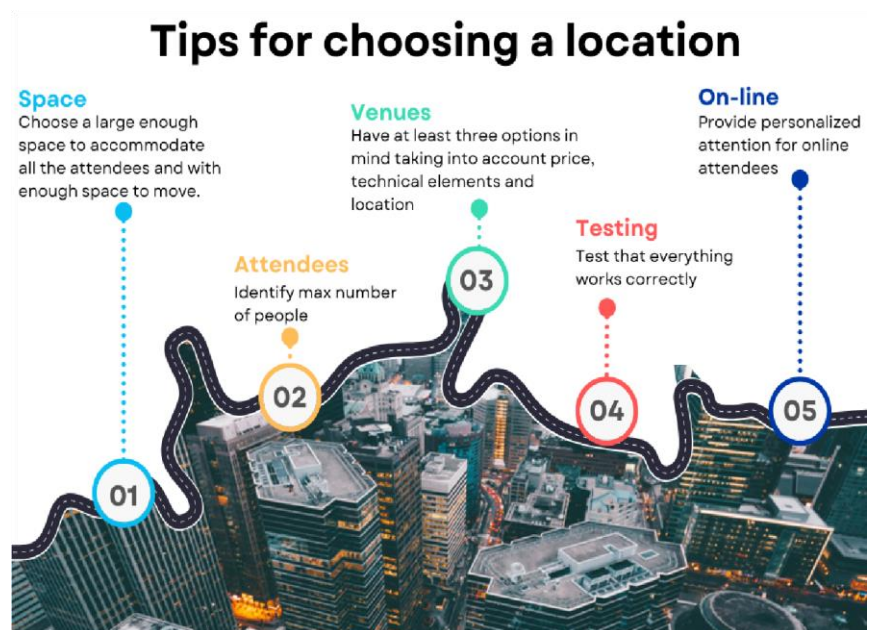 Tips for choosing a location
Space
Choose a large enough
space to accommodate
all the attendees and with
enough space to move.
01
Attendees
Identify max number
of people
02
Venues
Have at least three options in
mind taking into account price,
technical elements and
location
03
Testing
Test that everything
works correctly
04
On-line
Provide personalized
attention for online
attendees
05